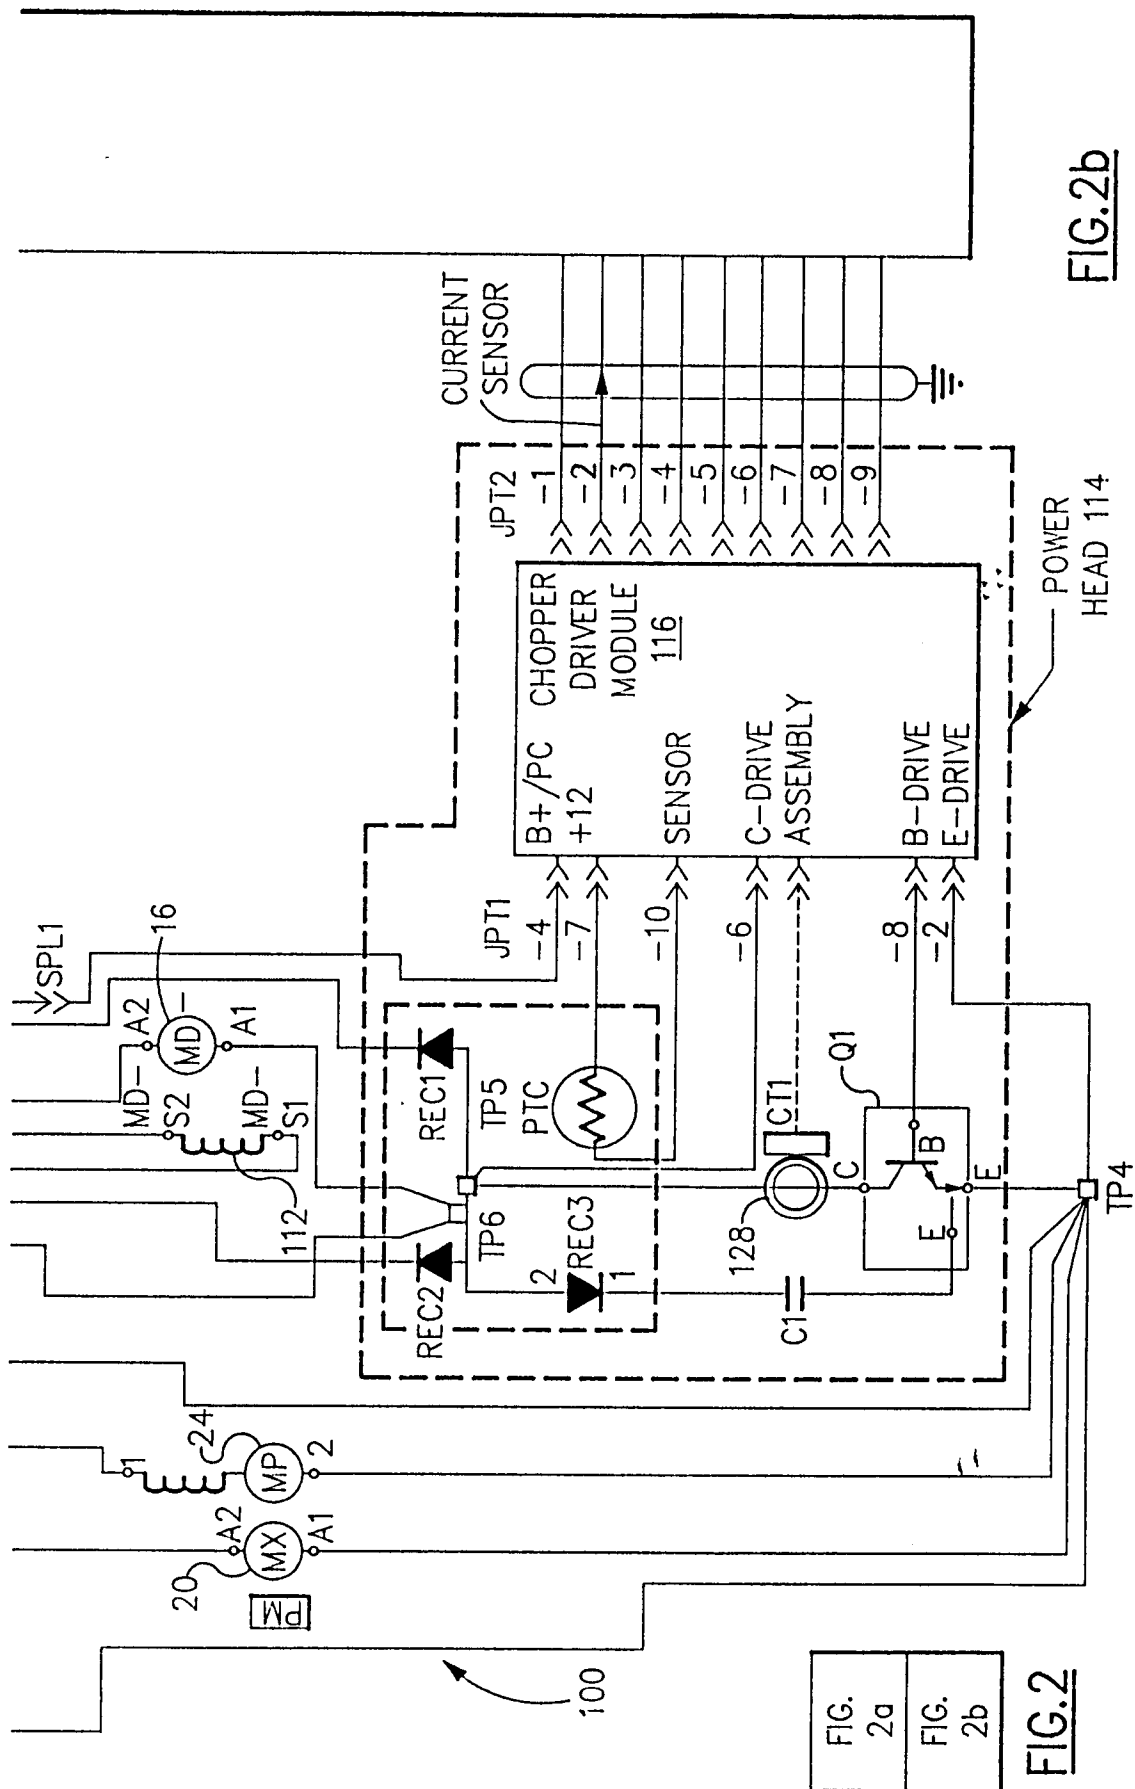 SPL1
16
MD-
A2
MD-
A1
MD-
S2
MD-
S1
112
24
1
MP
2
A2
MX
A1
20
PM
100
JPT1
-4
-7
-10
-6
-8
-2
B+/PC
+12
SENSOR
C-DRIVE
ASSEMBLY
B-DRIVE
E-DRIVE
CHOPPER
DRIVER
MODULE
116
JPT2
-1
-2
-3
-4
-5
-6
-7
-8
-9
CURRENT
SENSOR
REC1
TP5
PTC
REC2
TP6
2
REC3
1
128
CT1
C1
Q1
C
B
E
E
TP4
POWER
HEAD 114
FIG.
2a
FIG.
2b
FIG.2
FIG.2b